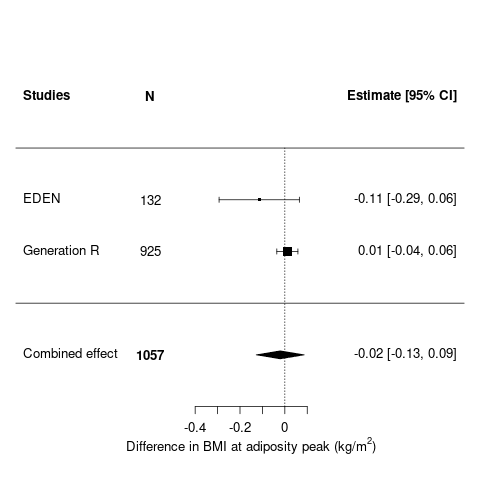 Studies N Estimate [95% CI]
EDEN 132 -0.11 [-0.29, 0.06]
Generation R 925 0.01 [-0.04, 0.06]
Combined effect 1057 -0.02 [-0.13, 0.09]
-0.4 -0.2 0
Difference in BMI at adiposity peak (kg/m²)